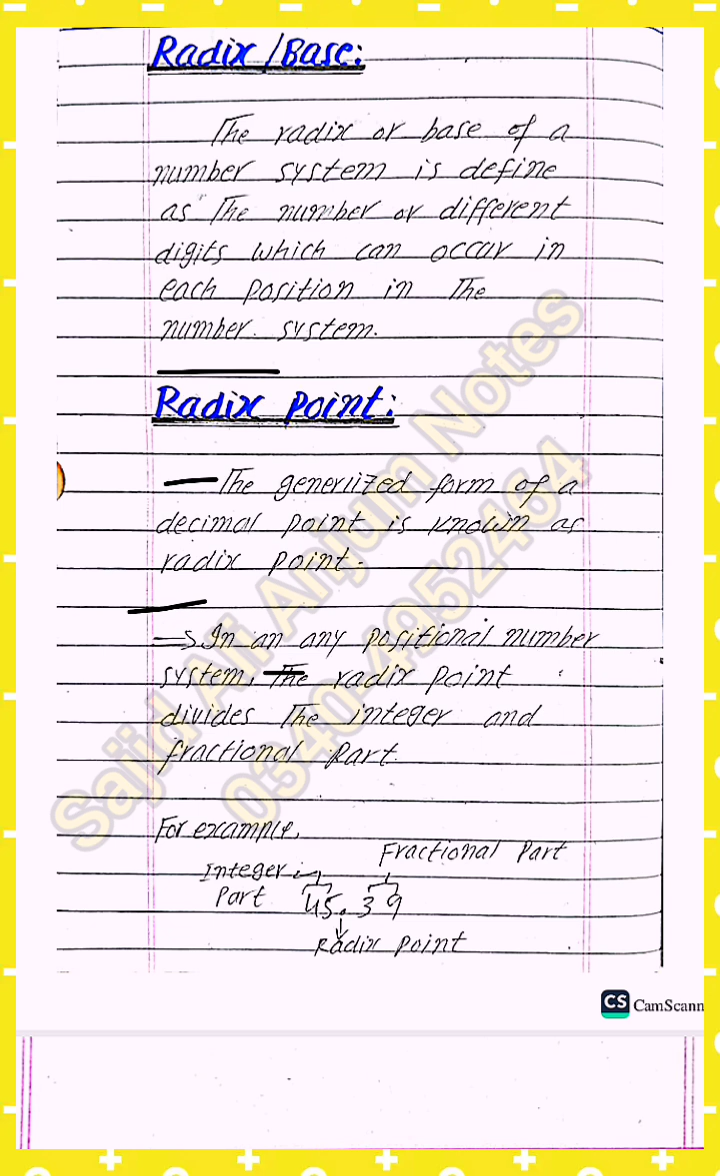 Radix/Base:
The radix or base of a
number system is define
as "The number or different
digits which can occur in
each position in The
number system.
Radix point:
The generiized form of a
decimal point is known as
radix point.
⇒ In an any positional number
system, The radix point
divides The integer and
fractional Part.
For example,
Fractional Part
Integer
Part 45.39
Radix Point
Sajid Ali Anjum Notes
0340-4952464
CS CamScann